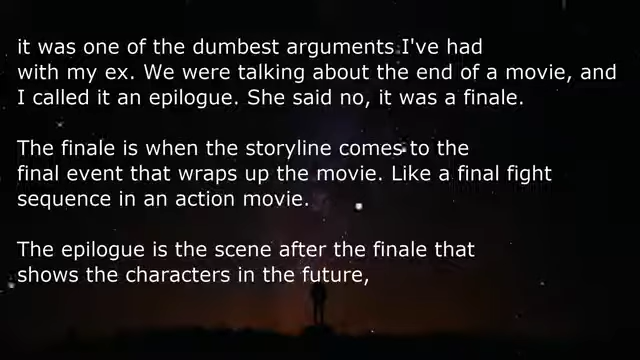 it was one of the dumbest arguments I've had
with my ex. We were talking about the end of a movie, and
I called it an epilogue. She said no, it was a finale.
The finale is when the storyline comes to the
final event that wraps up the movie. Like a final fight
sequence in an action movie.
The epilogue is the scene after the finale that
shows the characters in the future,